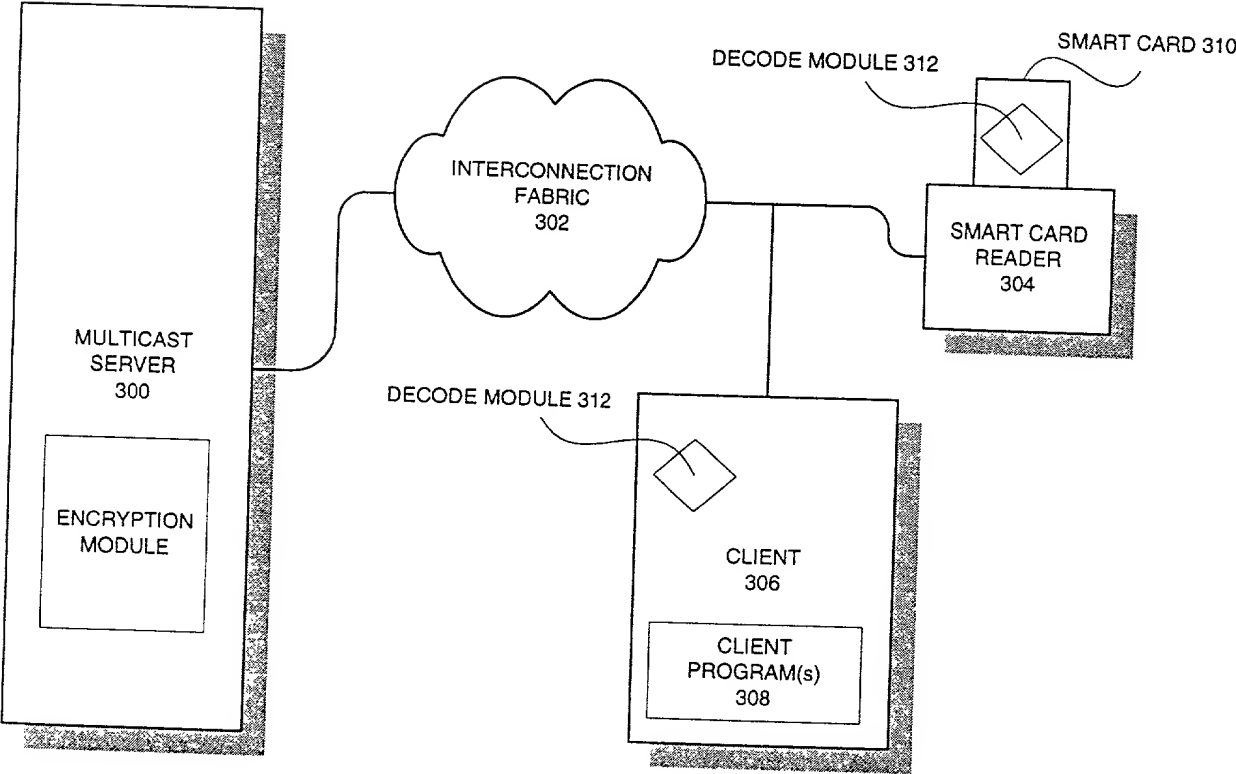 SMART CARD 310
DECODE MODULE 312
INTERCONNECTION
FABRIC
302
SMART CARD
READER
304
MULTICAST
SERVER
300
DECODE MODULE 312
ENCRYPTION
MODULE
CLIENT
306
CLIENT
PROGRAM(s)
308